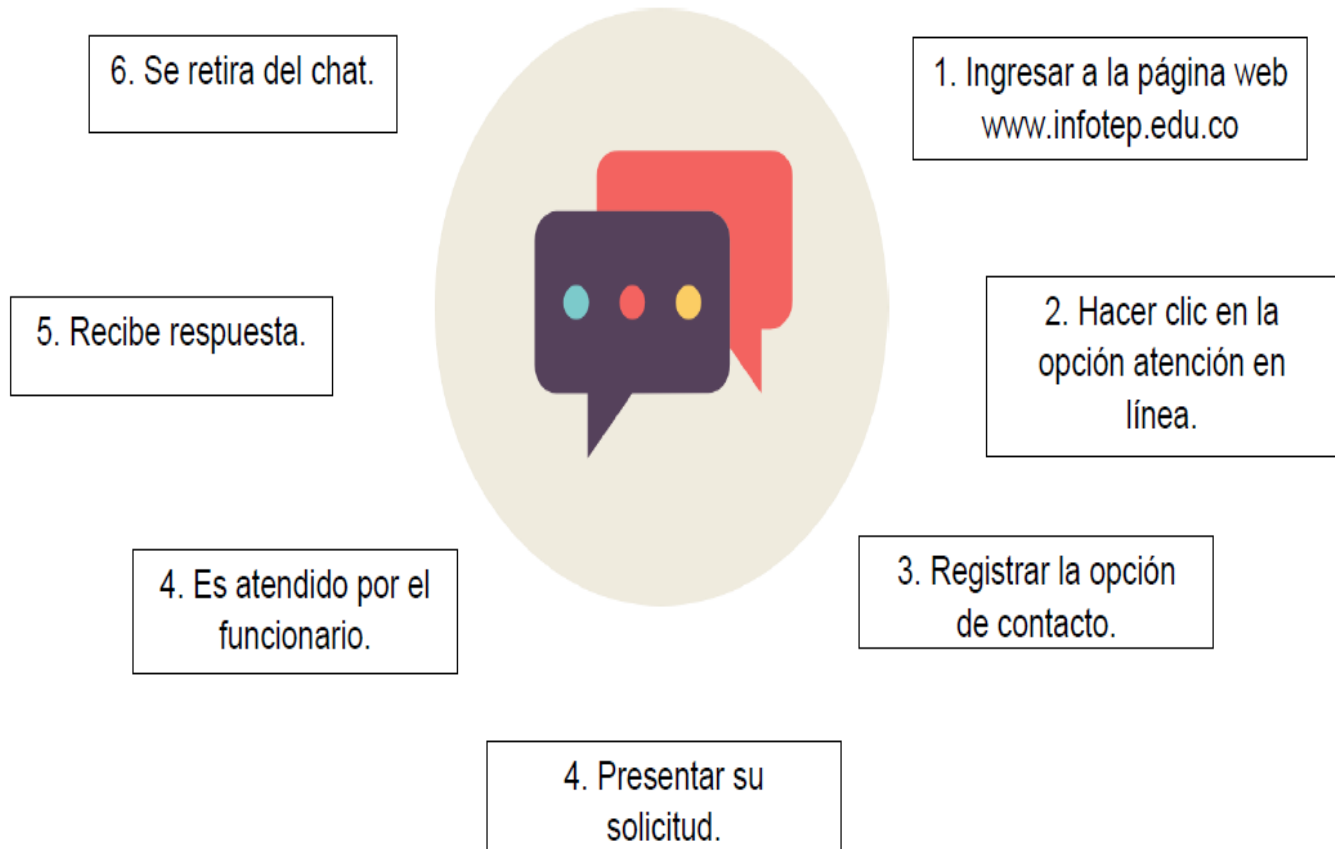 1. Ingresar a la página web
www.infotep.edu.co
2. Hacer clic en la
opción atención en
línea.
3. Registrar la opción
de contacto.
4. Presentar su
solicitud.
4. Es atendido por el
funcionario.
5. Recibe respuesta.
6. Se retira del chat.